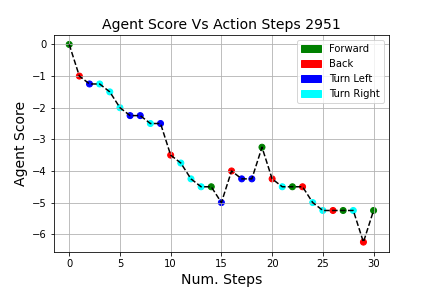 Agent Score Vs Action Steps 2951
Forward
Back
Turn Left
Turn Right
Agent Score
0
−1
−2
−3
−4
−5
−6
0 5 10 15 20 25 30
Num. Steps